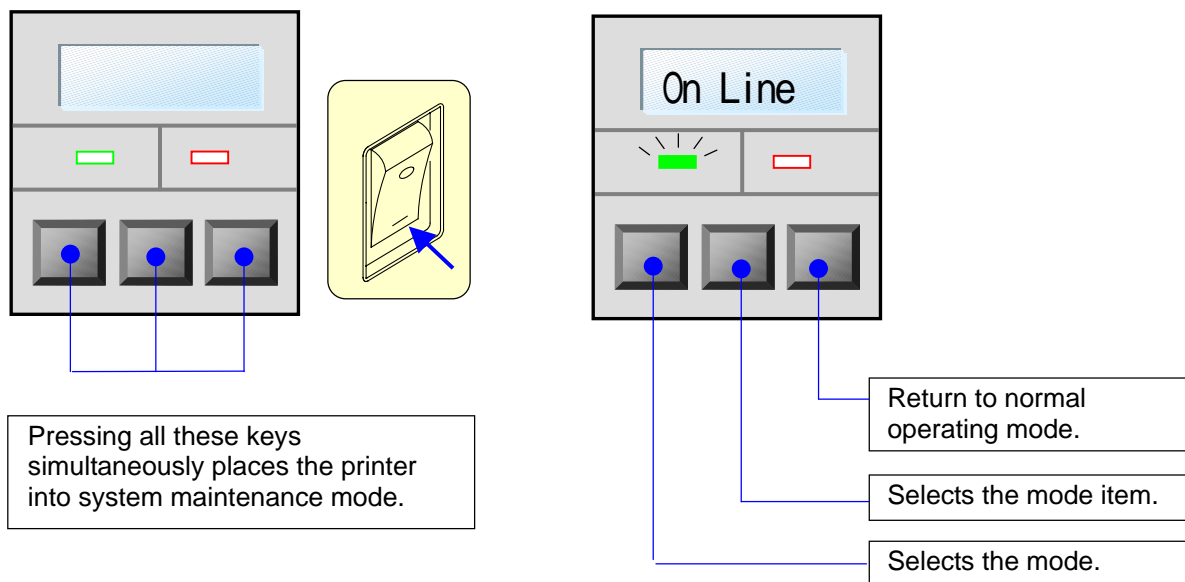 On Line
Pressing all these keys
simultaneously places the printer
into system maintenance mode.
Return to normal
operating mode.
Selects the mode item.
Selects the mode.